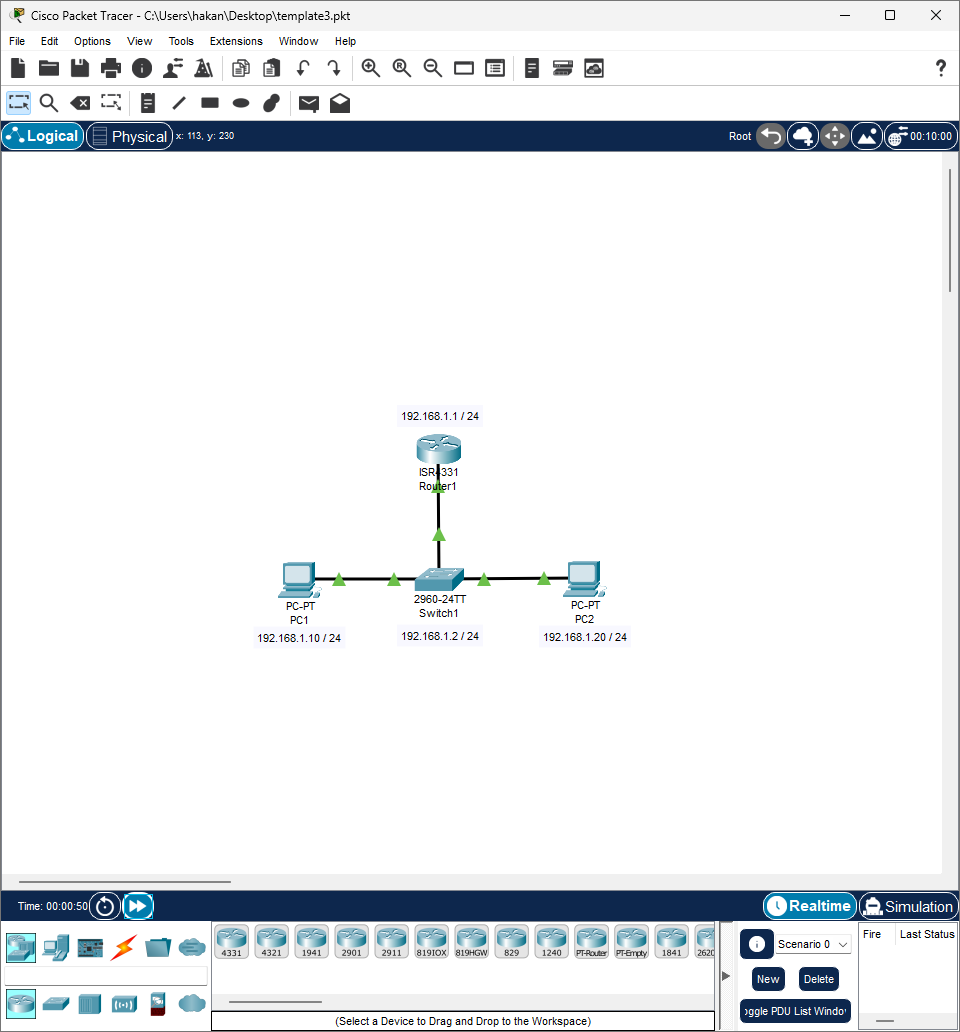 Cisco Packet Tracer - C:\Users\hakan\Desktop\template3.pkt
File Edit Options View Tools Extensions Window Help
Logical Physical x: 113, y: 230 Root 00:10:00
192.168.1.1 / 24
ISR4331
Router1
PC-PT
PC1
192.168.1.10 / 24
2960-24TT
Switch1
192.168.1.2 / 24
PC-PT
PC2
192.168.1.20 / 24
Time: 00:00:50 Realtime Simulation
4331 4321 1941 2901 2911 819IOX 819HGW 829 1240 PT-Router PT-Empty 1841 2620
(Select a Device to Drag and Drop to the Workspace)
Scenario 0
New Delete
oggle PDU List Windo
Fire Last Status